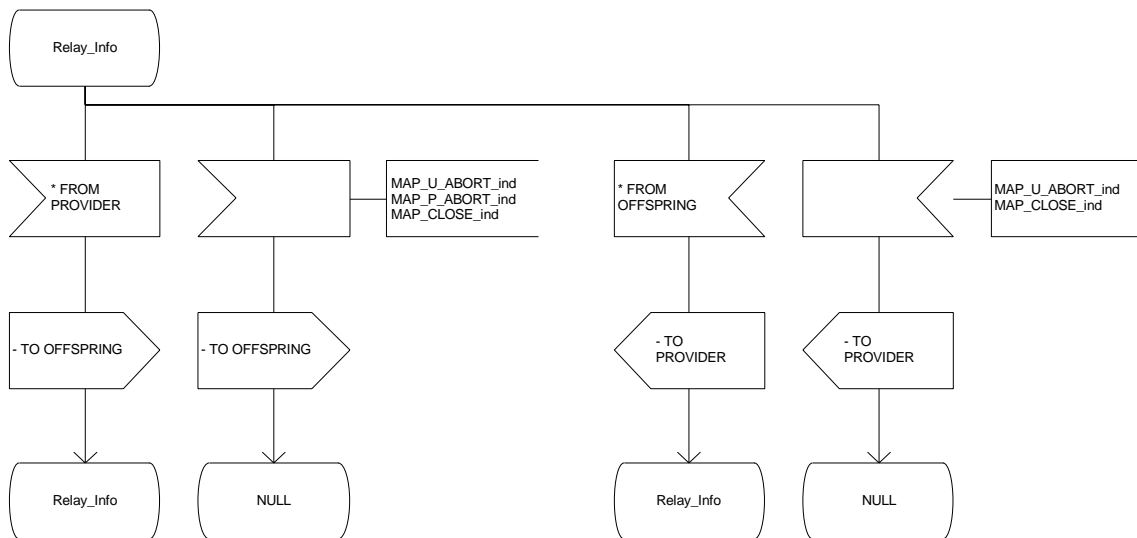 Relay_Info
* FROM
PROVIDER
MAP_U_ABORT_ind
MAP_P_ABORT_ind
MAP_CLOSE_ind
* FROM
OFFSPRING
MAP_U_ABORT_ind
MAP_CLOSE_ind
- TO OFFSPRING
- TO OFFSPRING
- TO
PROVIDER
- TO
PROVIDER
Relay_Info
NULL
Relay_Info
NULL